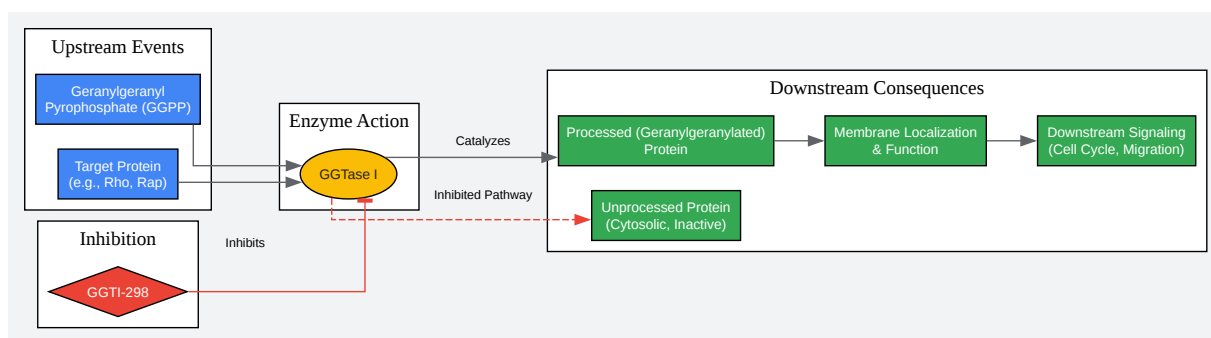 Upstream Events
Geranylgeranyl
Pyrophosphate (GGPP)
Target Protein
(e.g., Rho, Rap)
Inhibition
GGTI-298
Inhibits
Enzyme Action
GGTase I
Catalyzes
Inhibited Pathway
Downstream Consequences
Processed (Geranylgeranylated)
Protein
Membrane Localization
& Function
Downstream Signaling
(Cell Cycle, Migration)
Unprocessed Protein
(Cytosolic, Inactive)